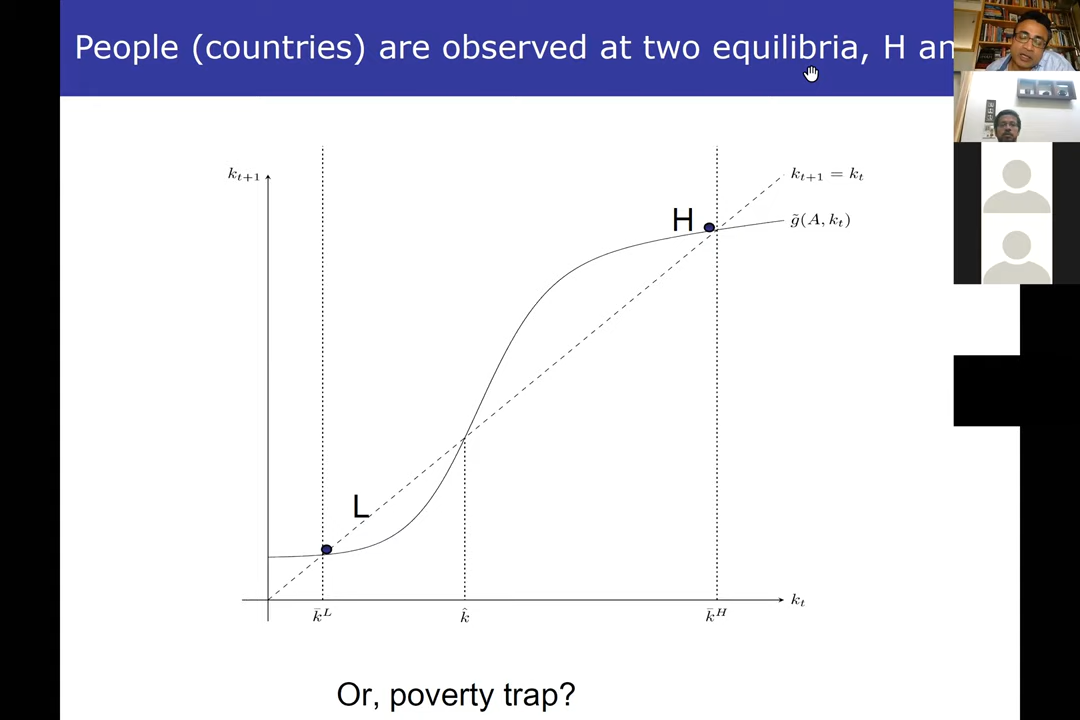 People (countries) are observed at two equilibria, H an
k_{t+1}
k_{t+1} = k_t
H
g̃(A, k_t)
L
k_t
k̄^L
k̂
k̄^H
Or, poverty trap?